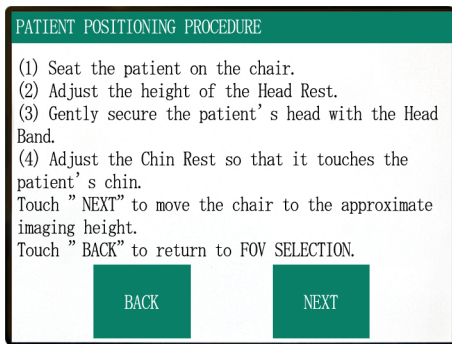 PATIENT POSITIONING PROCEDURE
(1) Seat the patient on the chair.
(2) Adjust the height of the Head Rest.
(3) Gently secure the patient's head with the Head
Band.
(4) Adjust the Chin Rest so that it touches the
patient's chin.
Touch "NEXT" to move the chair to the approximate
imaging height.
Touch "BACK" to return to FOV SELECTION.
BACK NEXT